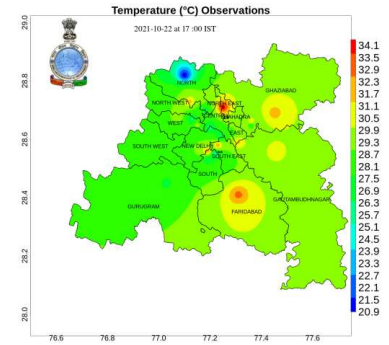 Temperature (°C) Observations
2021-10-22 at 17 :00 IST
29.0
28.8
28.6
28.4
28.2
28.0
NORTH
NORTH WEST
NORTH EAST
GHAZIABAD
SHAHADRA
WEST
EAST
SOUTH WEST
NEW DELHI
SOUTH EAST
SOUTH
GURUGRAM
FARIDABAD
GAUTAMBUDHNAGAR
34.1
33.5
32.9
32.3
31.7
31.1
30.5
29.9
29.3
28.7
28.1
27.5
26.9
26.3
25.7
25.1
24.5
23.9
23.3
22.7
22.1
21.5
20.9
76.6 76.8 77.0 77.2 77.4 77.6